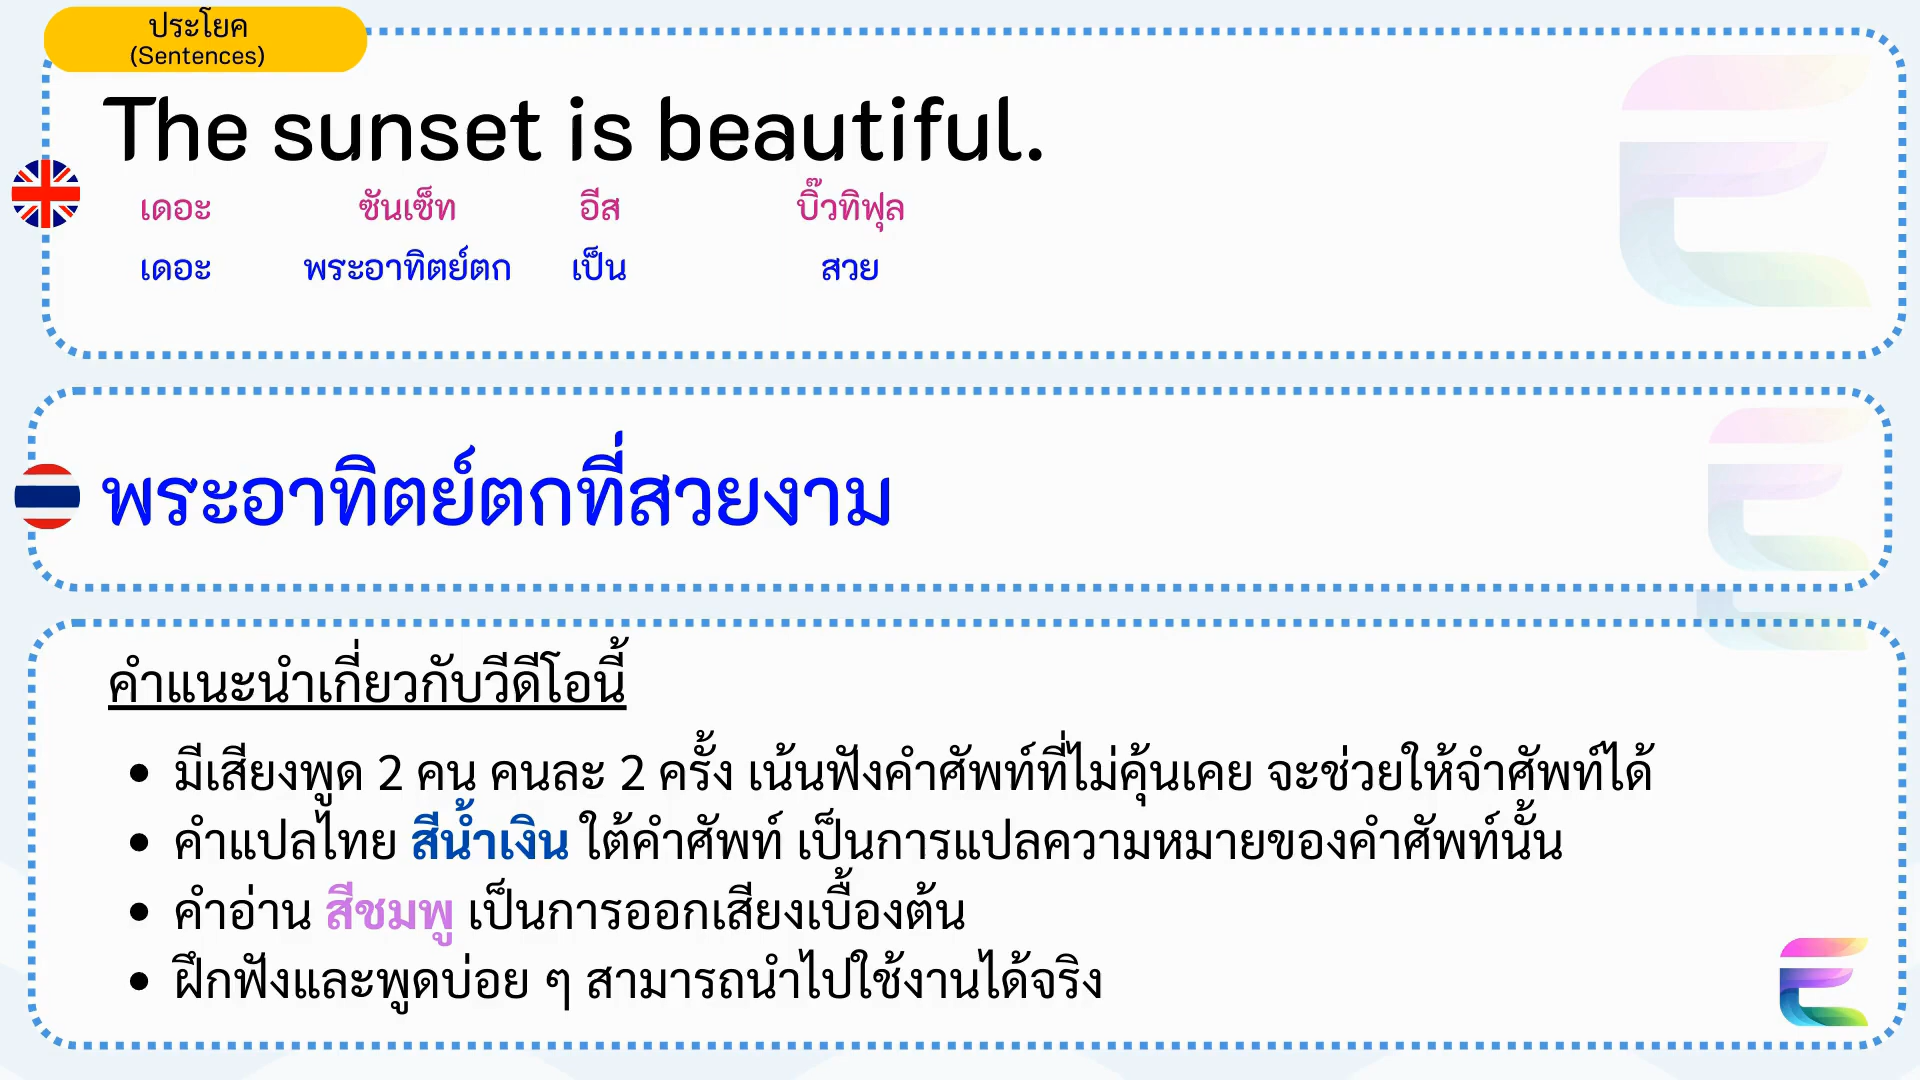 ประโยค
(Sentences)
The sunset is beautiful.
เดอะ ซันเซ็ท อีส บิ๊วทิฟุล
เดอะ พระอาทิตย์ตก เป็น สวย
พระอาทิตย์ตกที่สวยงาม
คำแนะนำเกี่ยวกับวีดีโอนี้
• มีเสียงพูด 2 คน คนละ 2 ครั้ง เน้นฟังคำศัพท์ที่ไม่คุ้นเคย จะช่วยให้จำศัพท์ได้
• คำแปลไทย สีน้ำเงิน ใต้คำศัพท์ เป็นการแปลความหมายของคำศัพท์นั้น
• คำอ่าน สีชมพู เป็นการออกเสียงเบื้องต้น
• ฝึกฟังและพูดบ่อย ๆ สามารถนำไปใช้งานได้จริง